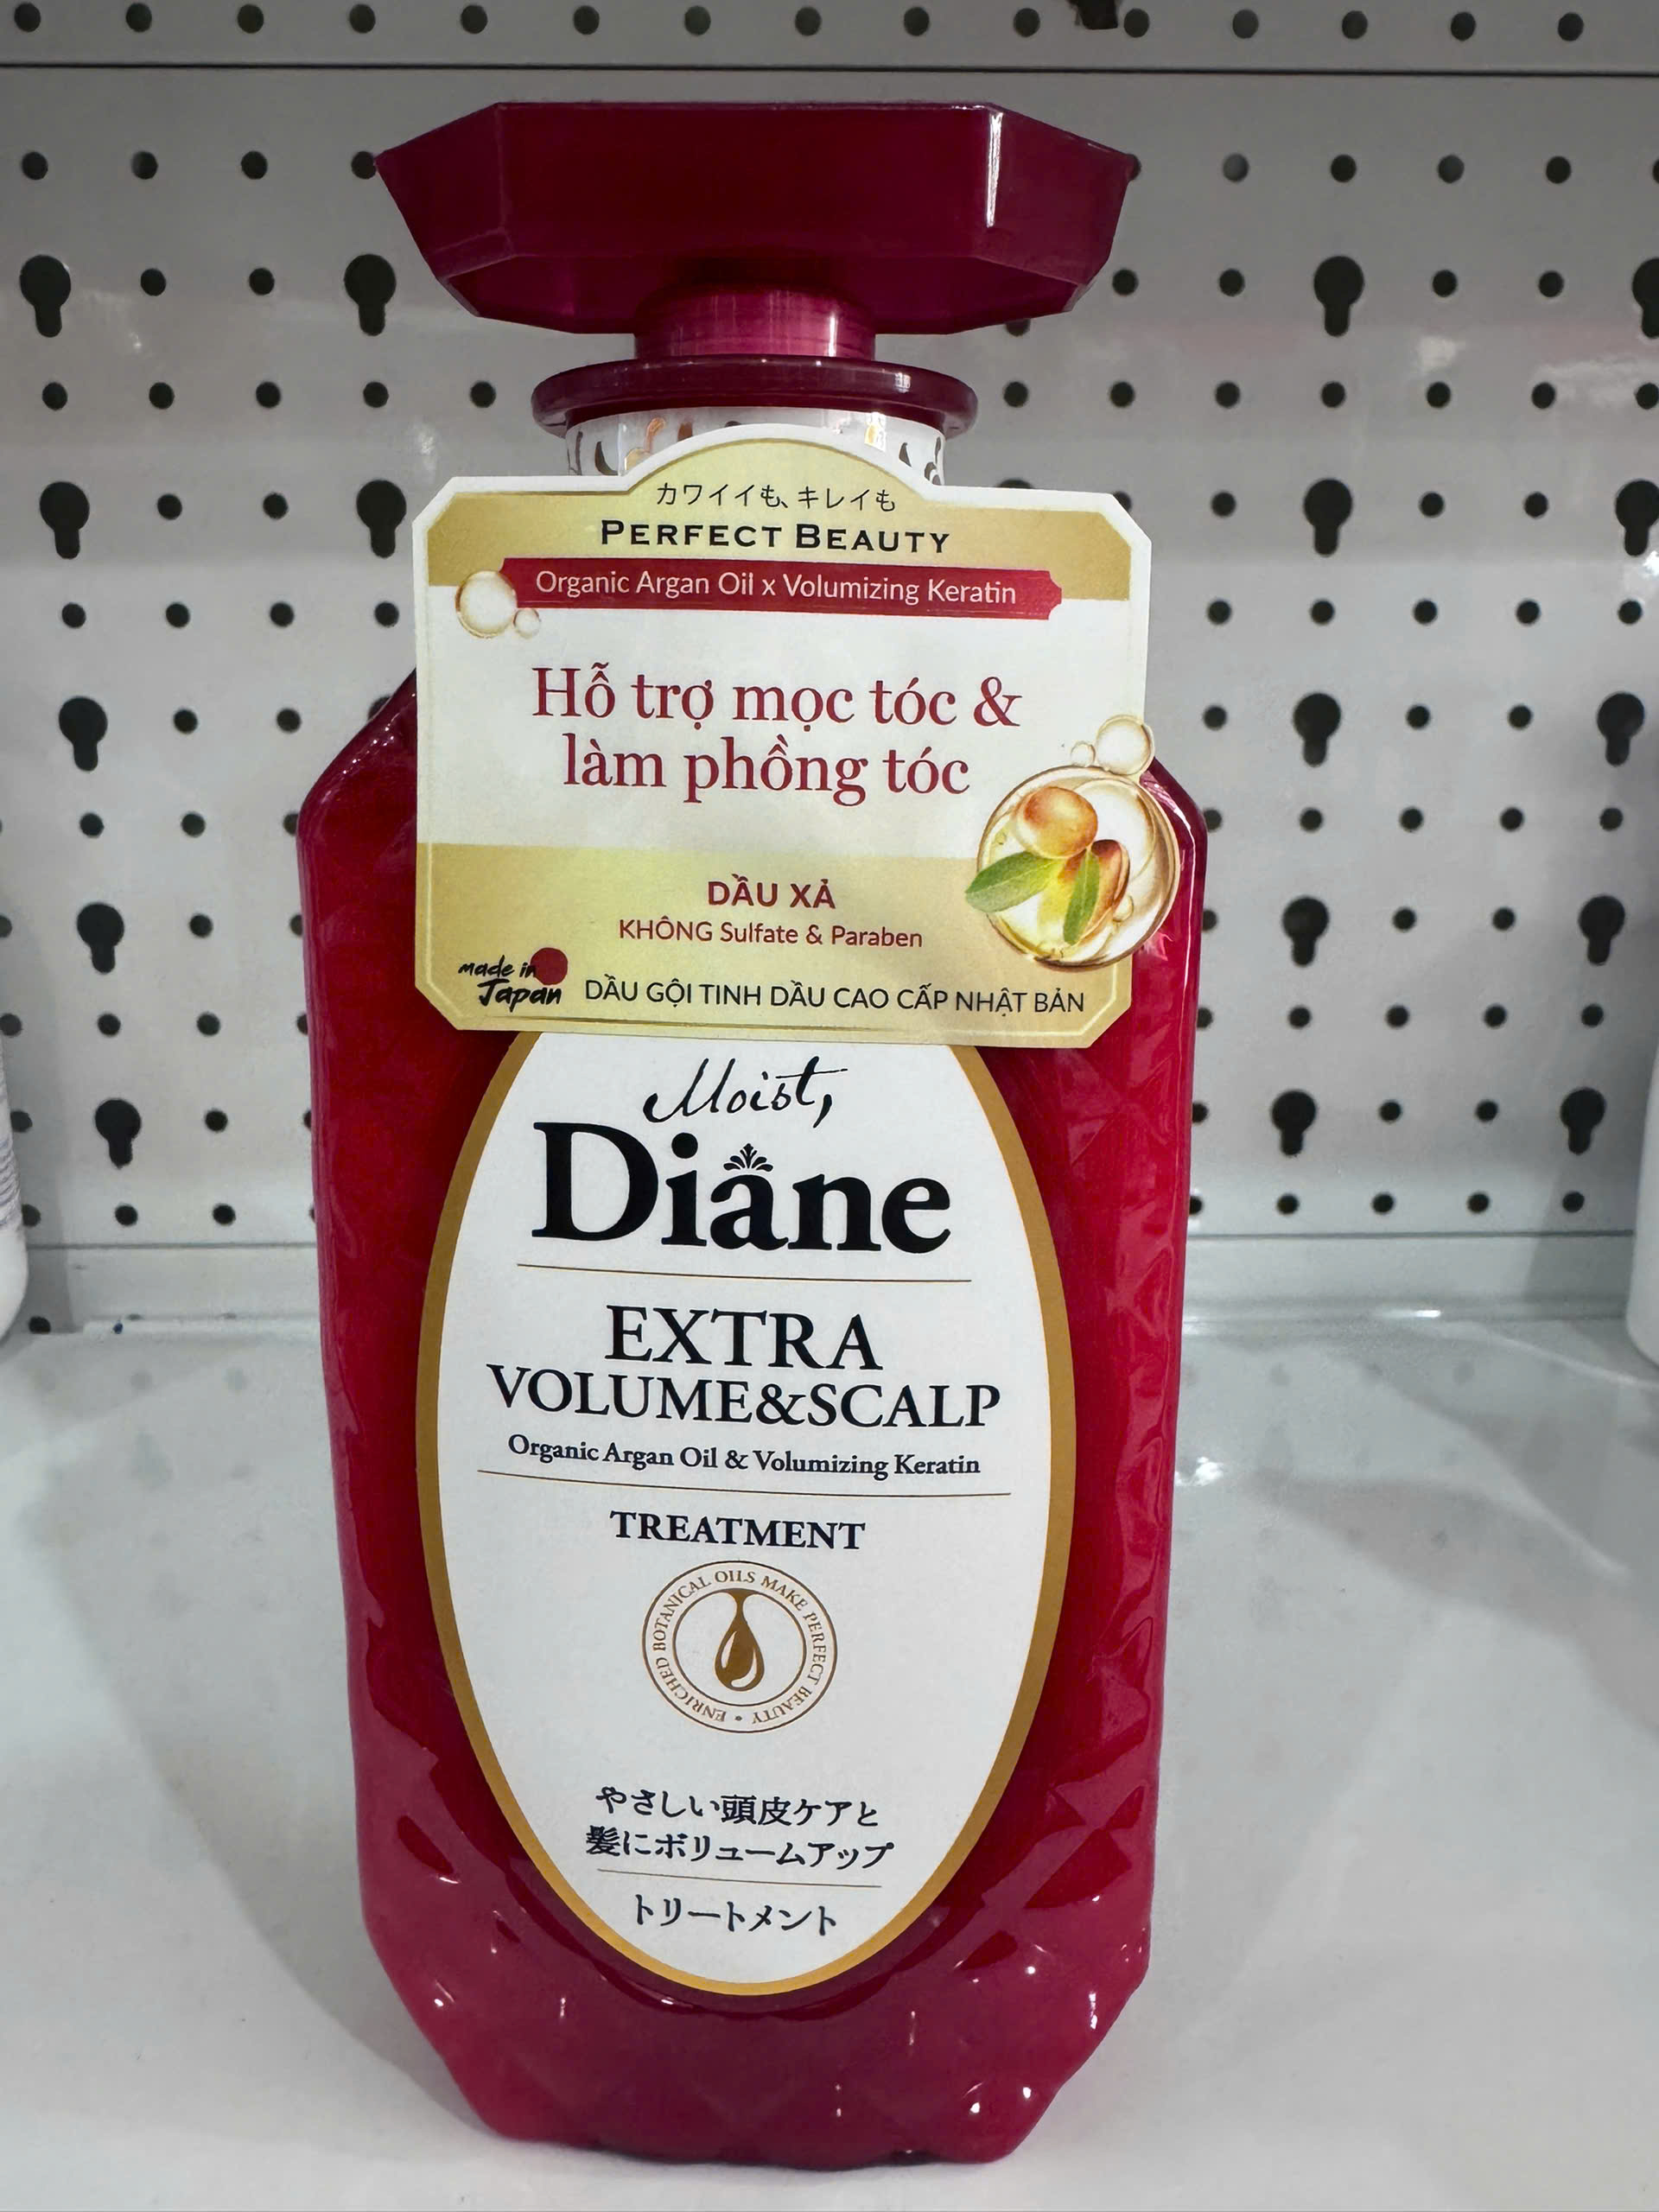 カワイイも、キレイも
PERFECT BEAUTY
Organic Argan Oil x Volumizing Keratin
Hỗ trợ mọc tóc &
làm phồng tóc
DẦU XẢ
KHÔNG Sulfate & Paraben
made in
Japan
DẦU GỘI TINH DẦU CAO CẤP NHẬT BẢN
Moist,
Diane
EXTRA
VOLUME&SCALP
Organic Argan Oil & Volumizing Keratin
TREATMENT
ENRICHED BOTANICAL OILS MAKE PERFECT BEAUTY •
やさしい頭皮ケアと
髪にボリュームアップ
トリートメント